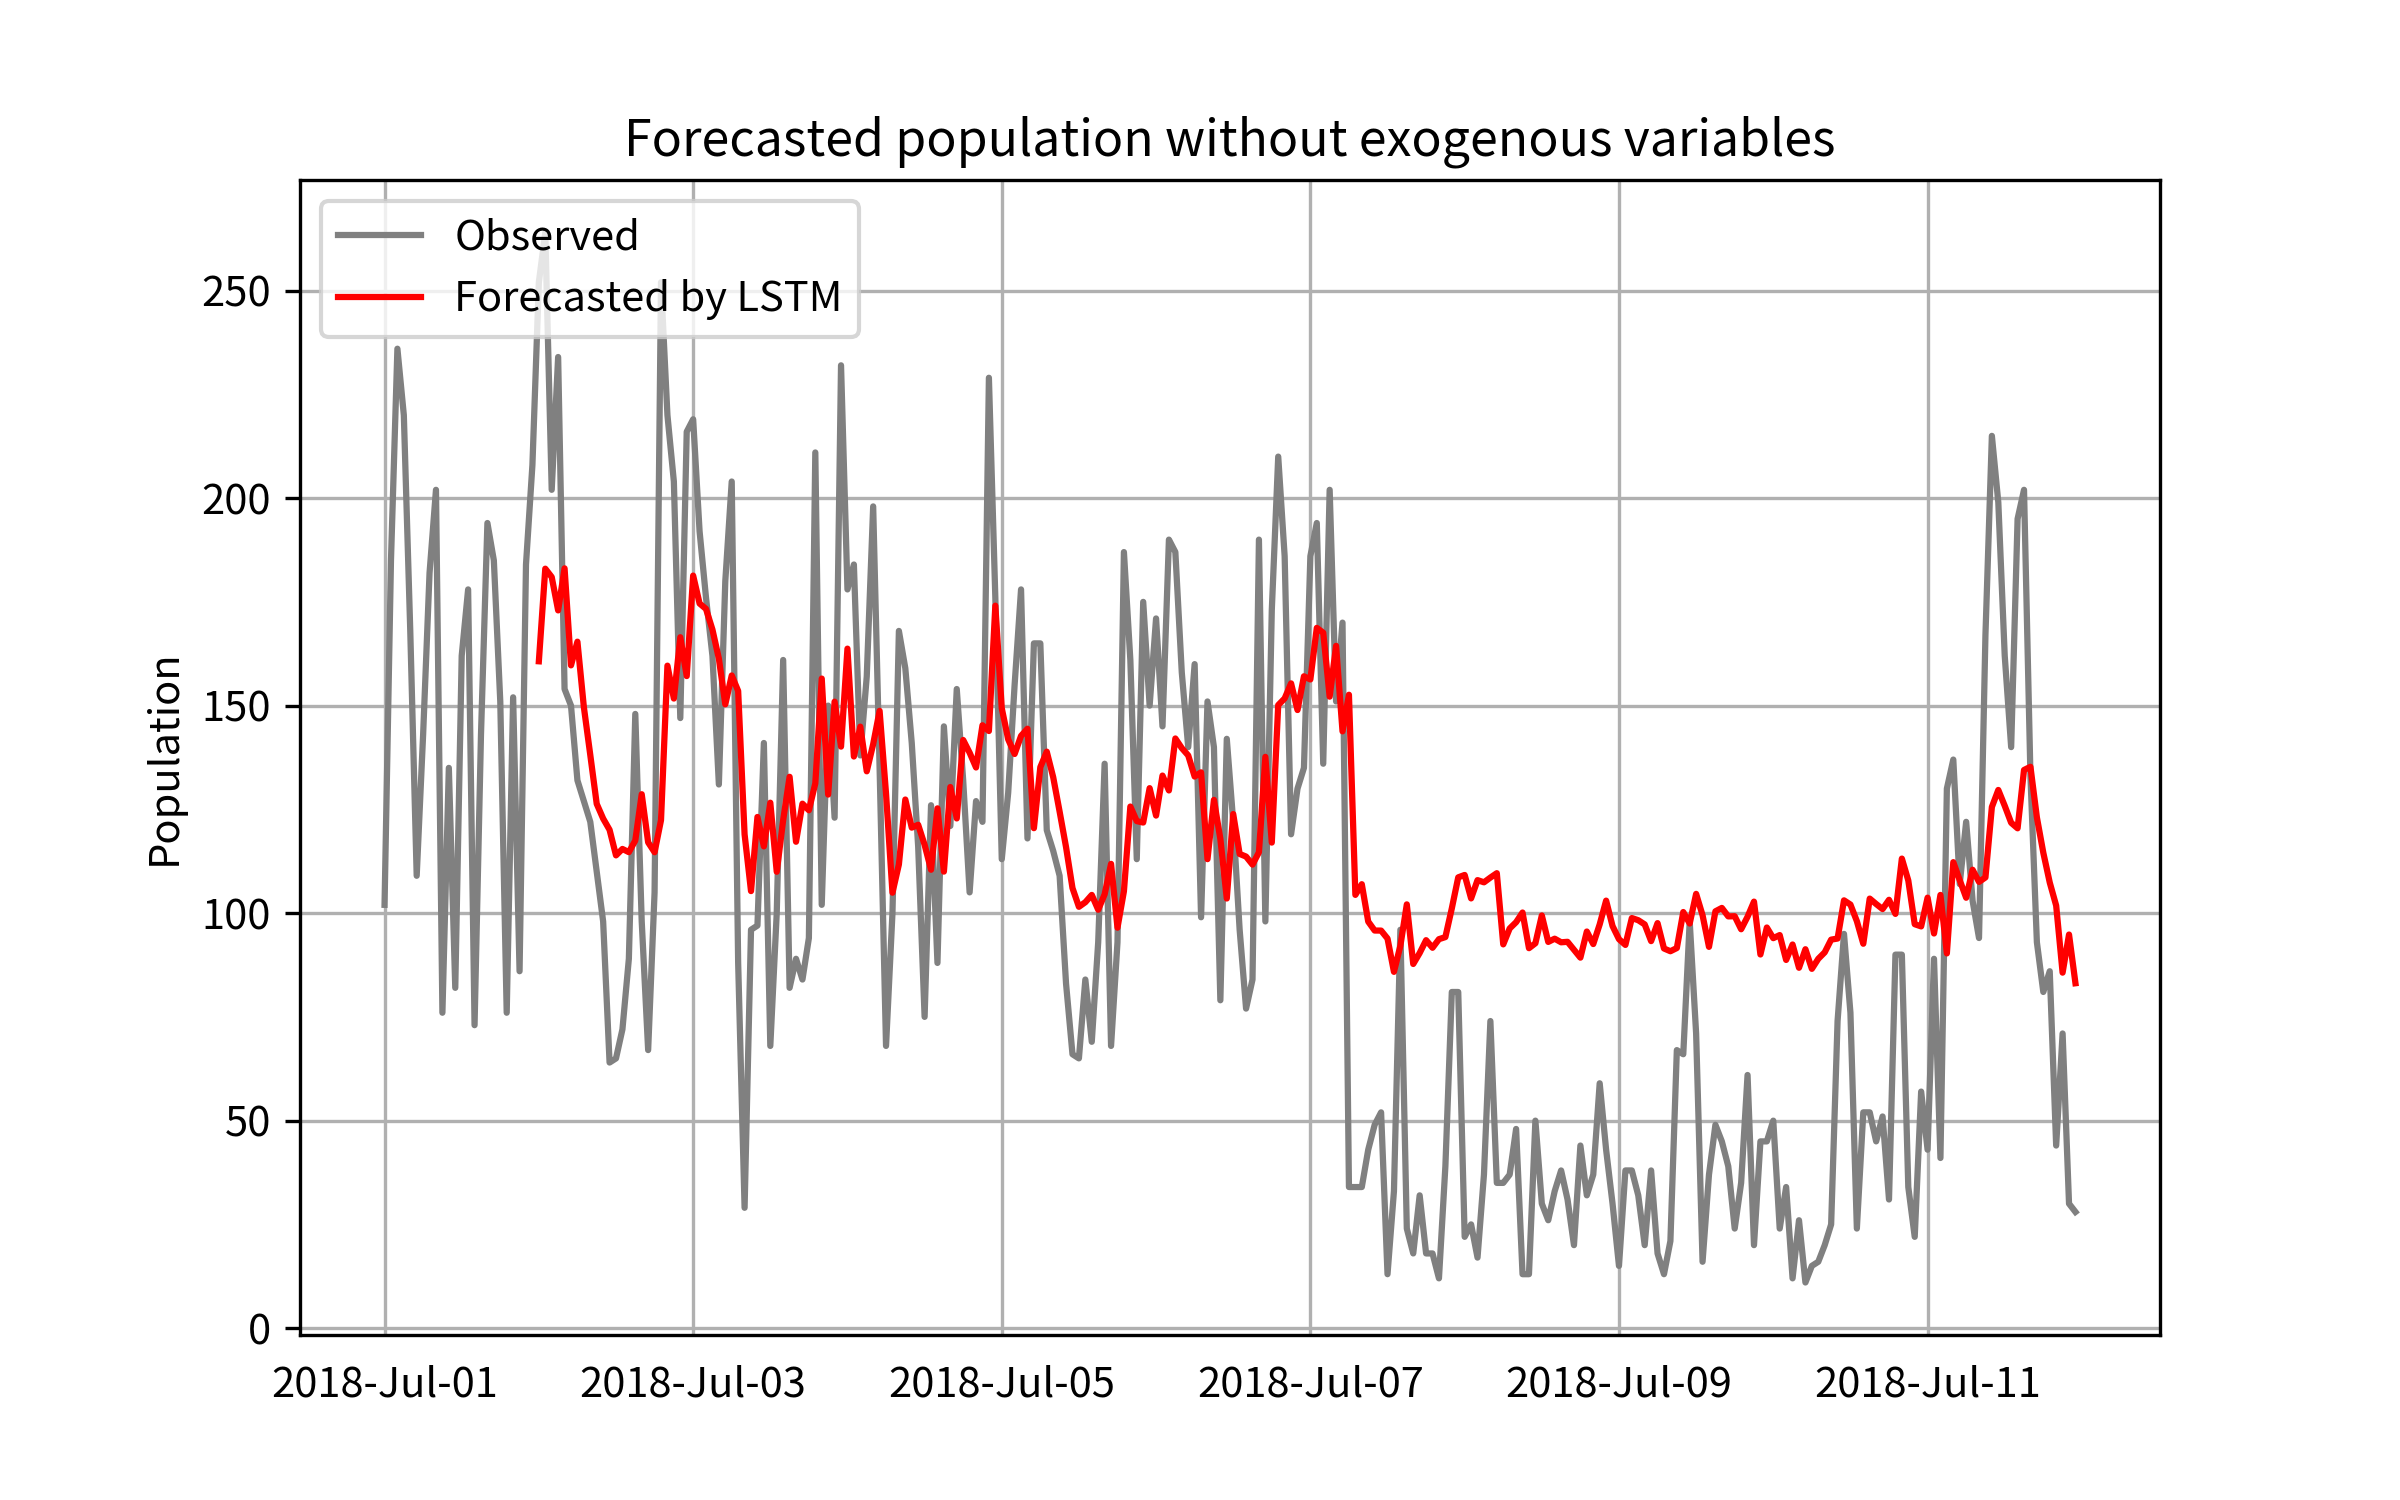 Forecasted population without exogenous variables
Observed
Forecasted by LSTM
Population
250
200
150
100
50
0
2018-Jul-01 2018-Jul-03 2018-Jul-05 2018-Jul-07 2018-Jul-09 2018-Jul-11